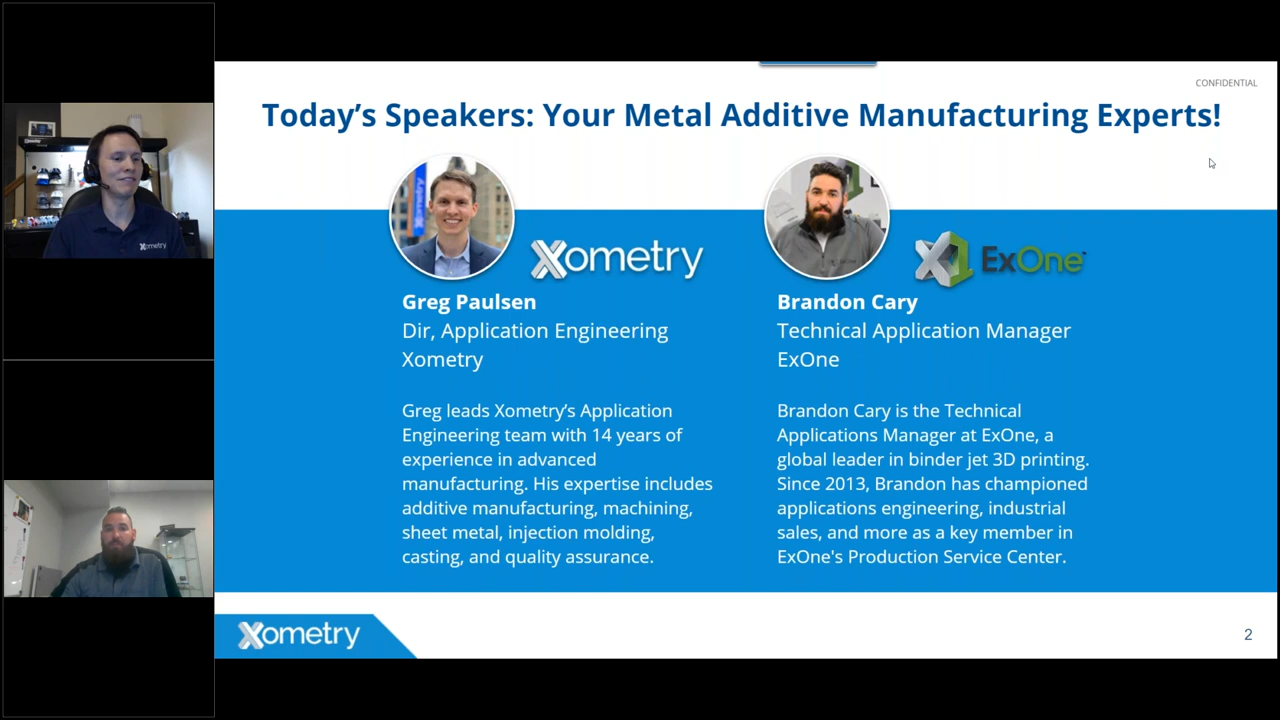 CONFIDENTIAL
Today's Speakers: Your Metal Additive Manufacturing Experts!
Xometry
ExOne
Greg Paulsen
Dir, Application Engineering
Xometry
Greg leads Xometry's Application
Engineering team with 14 years of
experience in advanced
manufacturing. His expertise includes
additive manufacturing, machining,
sheet metal, injection molding,
casting, and quality assurance.
Brandon Cary
Technical Application Manager
ExOne
Brandon Cary is the Technical
Applications Manager at ExOne, a
global leader in binder jet 3D printing.
Since 2013, Brandon has championed
applications engineering, industrial
sales, and more as a key member in
ExOne's Production Service Center.
Xometry
2
Xometry